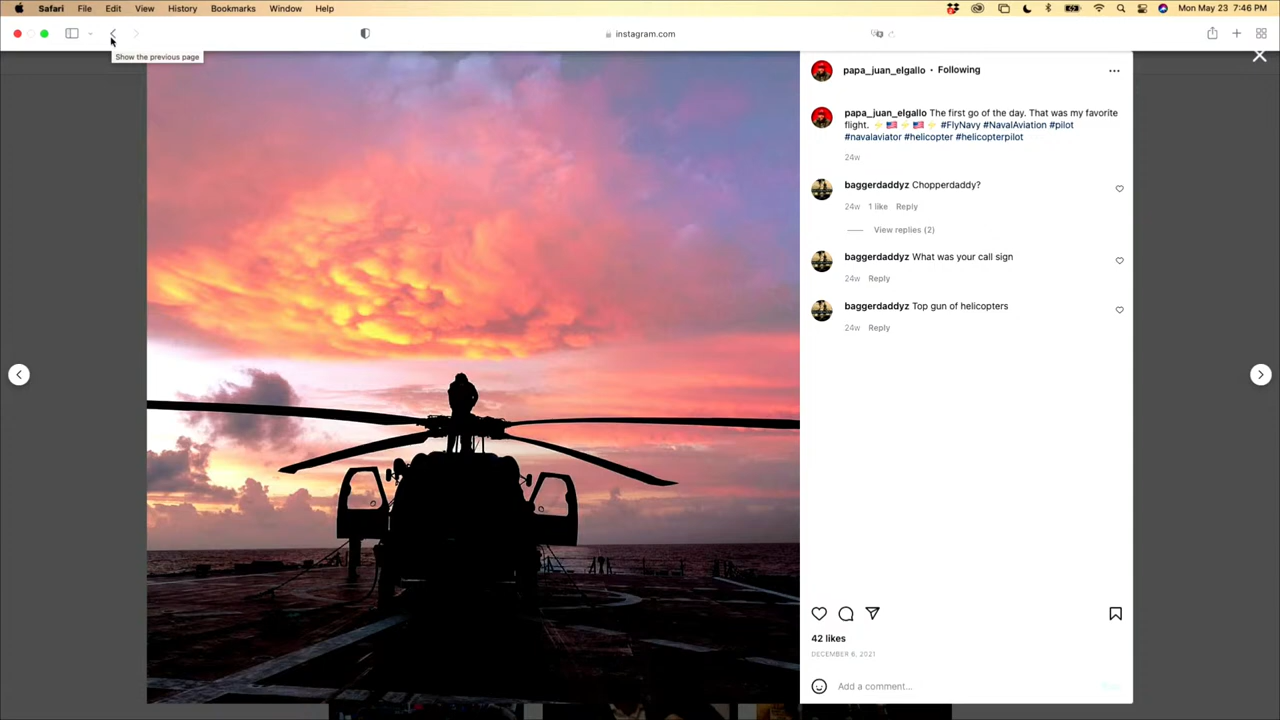 Safari File Edit View History Bookmarks Window Help Mon May 23 7:46 PM
instagram.com
Show the previous page
papa_juan_elgallo • Following
papa_juan_elgallo The first go of the day. That was my favorite
flight. ⚡🇺🇸⚡🇺🇸⚡ #FlyNavy #NavalAviation #pilot
#navalaviator #helicopter #helicopterpilot
24w
baggerdaddyz Chopperdaddy?
24w 1 like Reply
View replies (2)
baggerdaddyz What was your call sign
24w Reply
baggerdaddyz Top gun of helicopters
24w Reply
42 likes
DECEMBER 6, 2021
Add a comment...